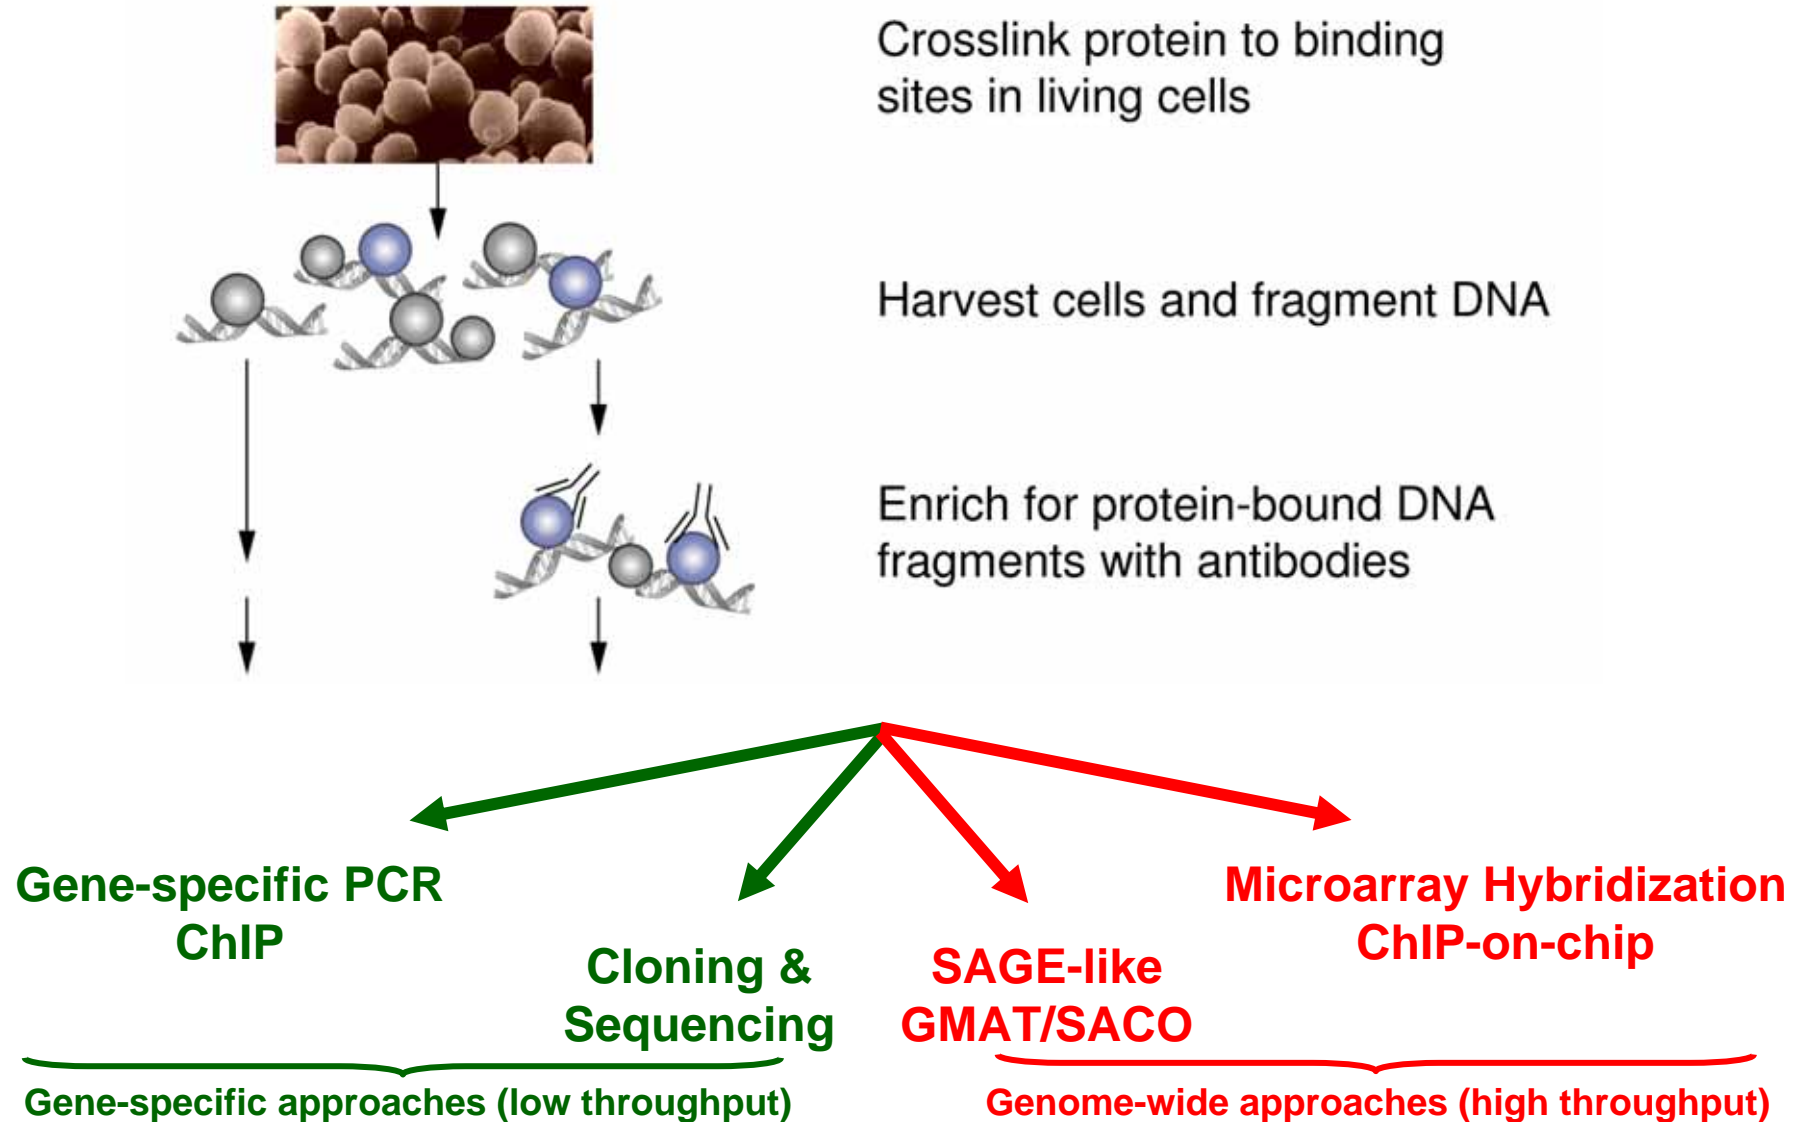 Crosslink protein to binding
sites in living cells
Harvest cells and fragment DNA
Enrich for protein-bound DNA
fragments with antibodies
Gene-specific PCR
ChIP
Cloning &
Sequencing
SAGE-like
GMAT/SACO
Microarray Hybridization
ChIP-on-chip
Gene-specific approaches (low throughput)
Genome-wide approaches (high throughput)